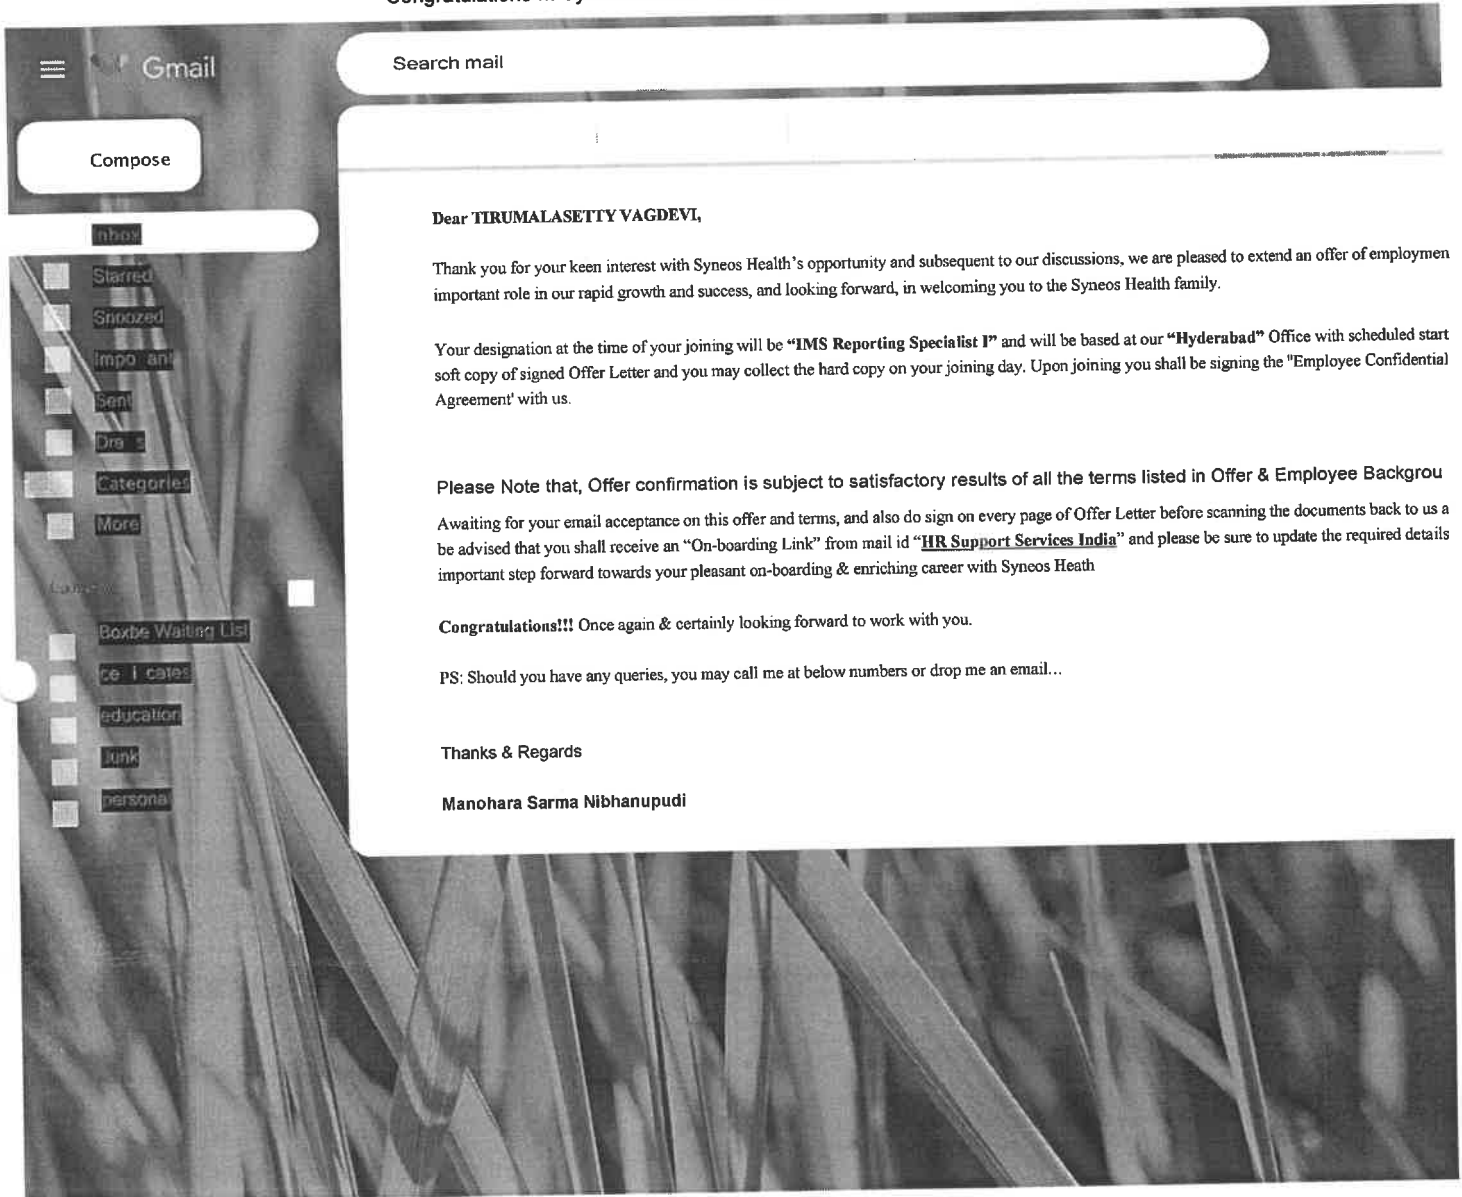 Gmail
Search mail
Compose
Inbox
Starred
Snoozed
Impo ant
Sent
Dra s
Categories
More
Boxbe Waiting List
ce i cates
education
Junk
persona
Dear TIRUMALASETTY VAGDEVI,
Thank you for your keen interest with Syneos Health's opportunity and subsequent to our discussions, we are pleased to extend an offer of employmen
important role in our rapid growth and success, and looking forward, in welcoming you to the Syneos Health family.
Your designation at the time of your joining will be “IMS Reporting Specialist I” and will be based at our “Hyderabad” Office with scheduled start
soft copy of signed Offer Letter and you may collect the hard copy on your joining day. Upon joining you shall be signing the "Employee Confidential
Agreement' with us.
Please Note that, Offer confirmation is subject to satisfactory results of all the terms listed in Offer & Employee Backgrou
Awaiting for your email acceptance on this offer and terms, and also do sign on every page of Offer Letter before scanning the documents back to us a
be advised that you shall receive an “On-boarding Link” from mail id “HR Support Services India” and please be sure to update the required details
important step forward towards your pleasant on-boarding & enriching career with Syneos Heath
Congratulations!!! Once again & certainly looking forward to work with you.
PS: Should you have any queries, you may call me at below numbers or drop me an email…
Thanks & Regards
Manohara Sarma Nibhanupudi